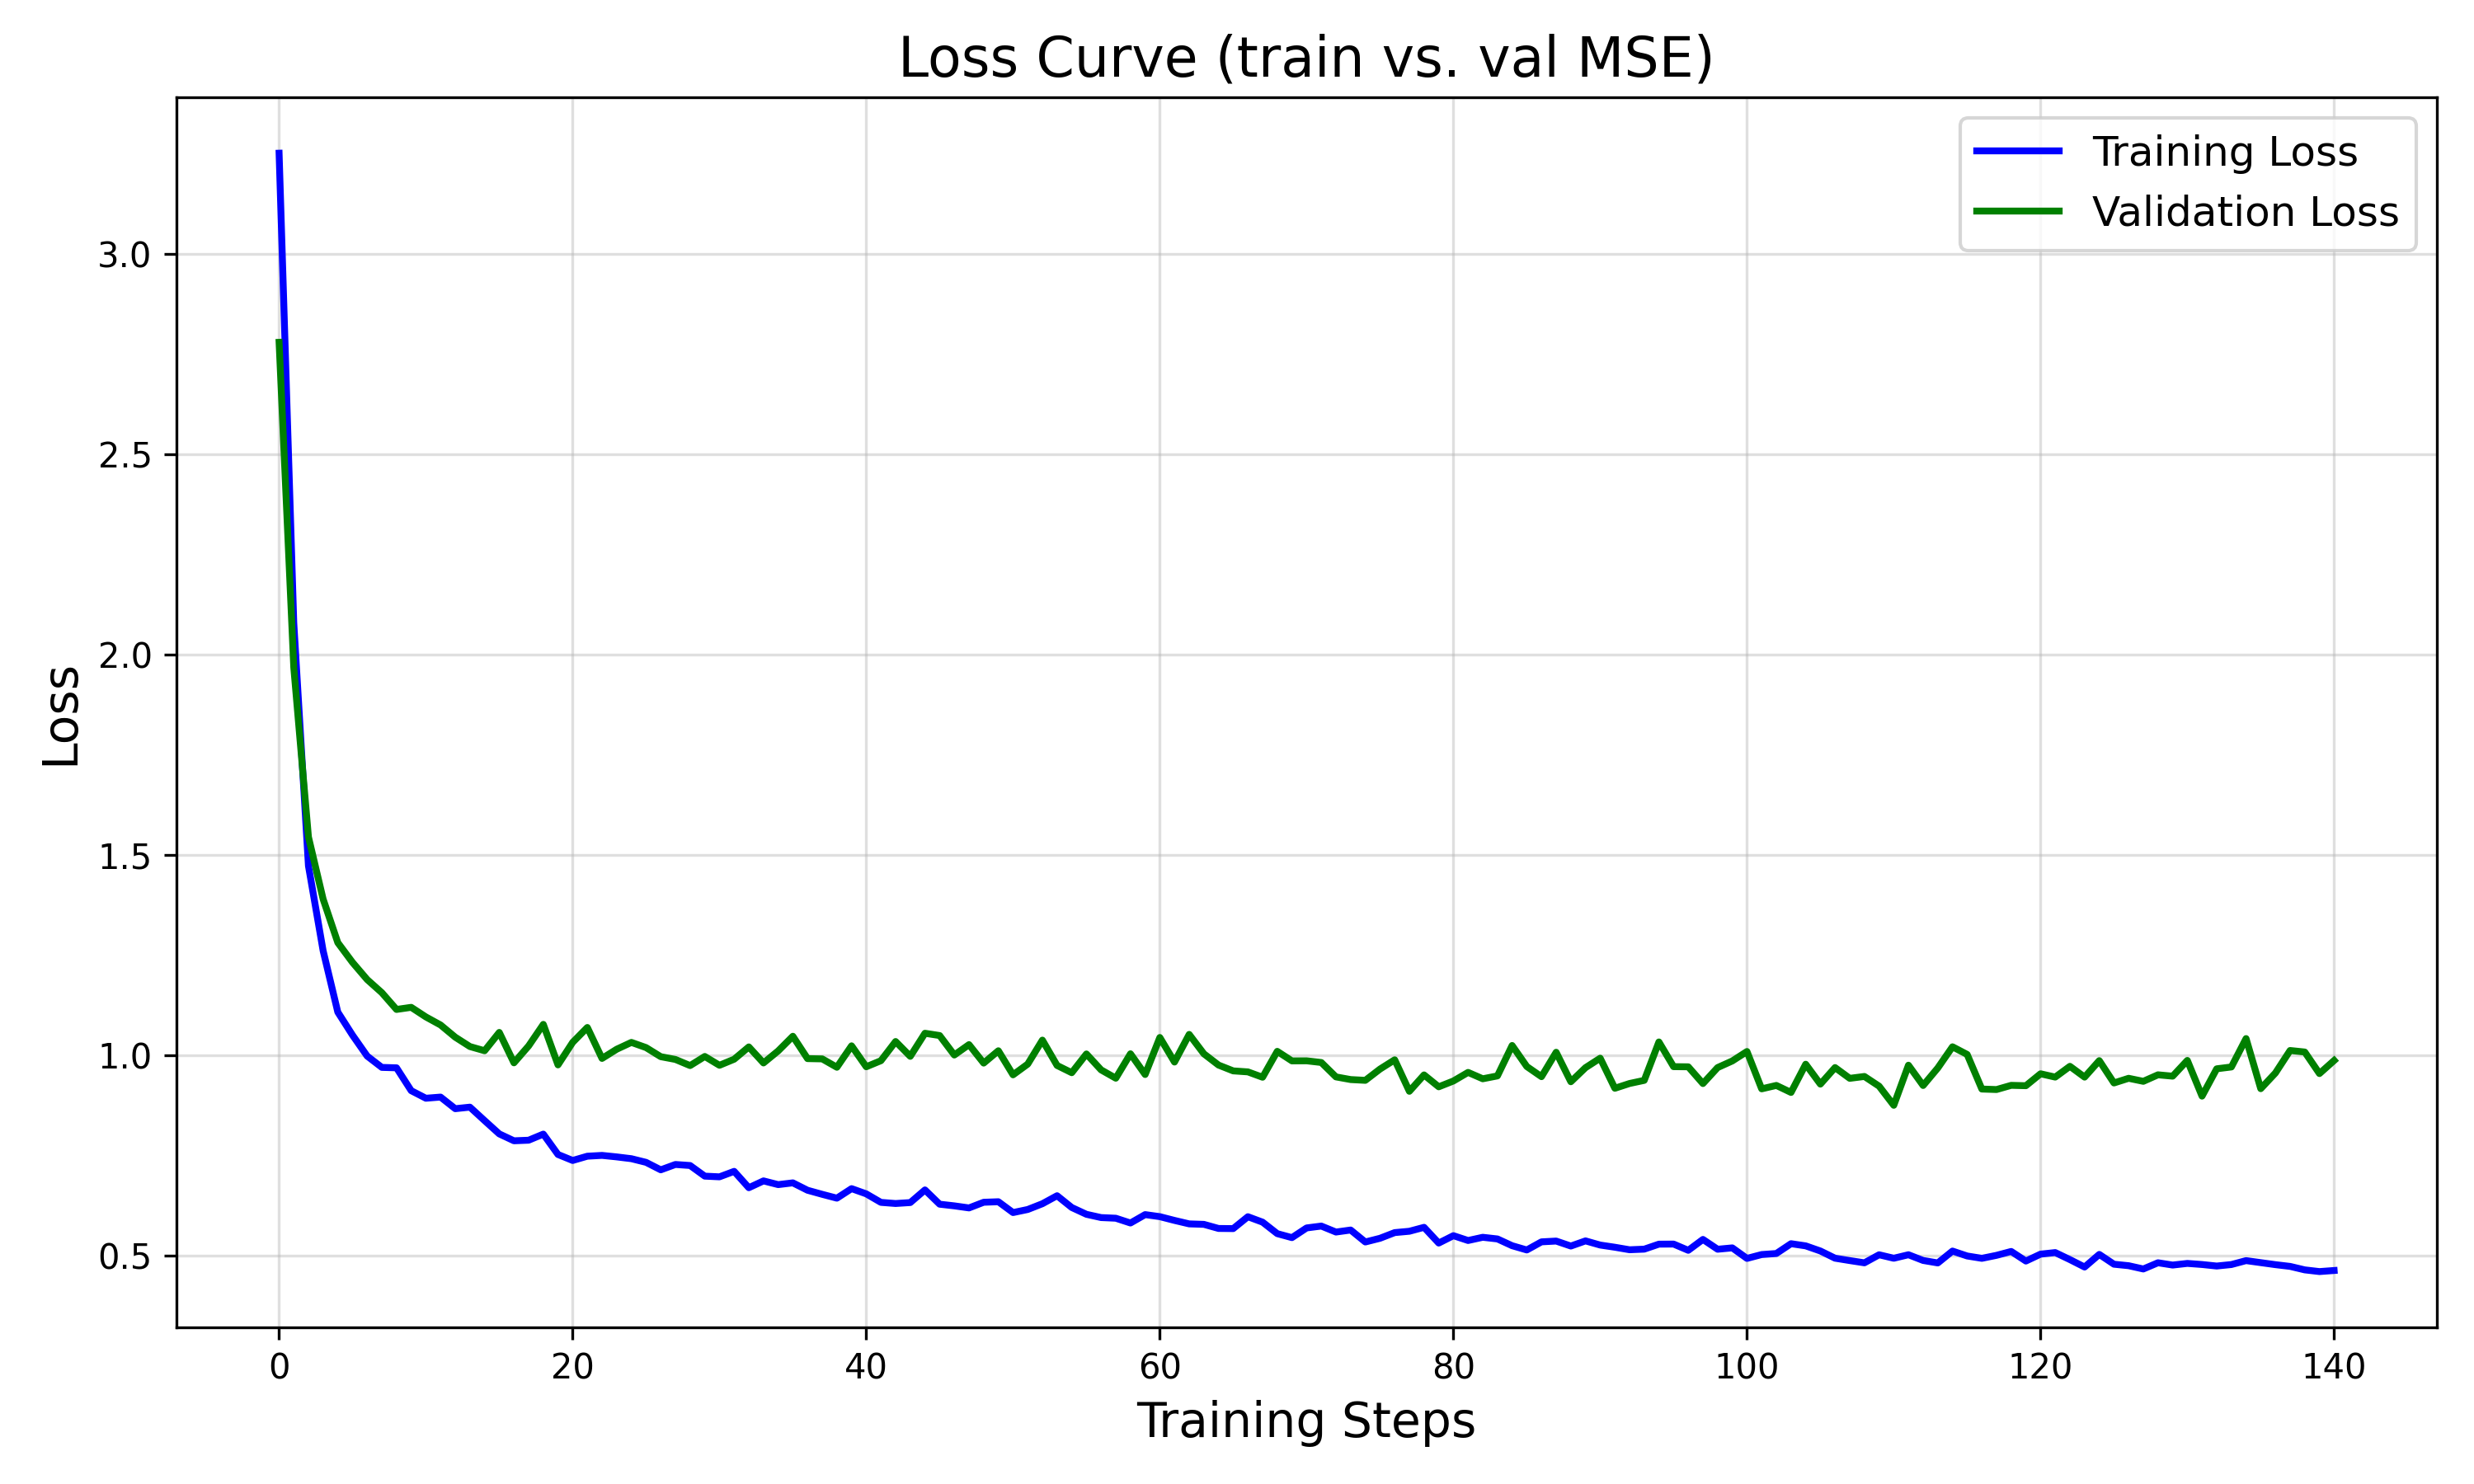 Loss Curve (train vs. val MSE)
Training Loss
Validation Loss
3.0
2.5
2.0
1.5
1.0
0.5
Loss
0 20 40 60 80 100 120 140
Training Steps